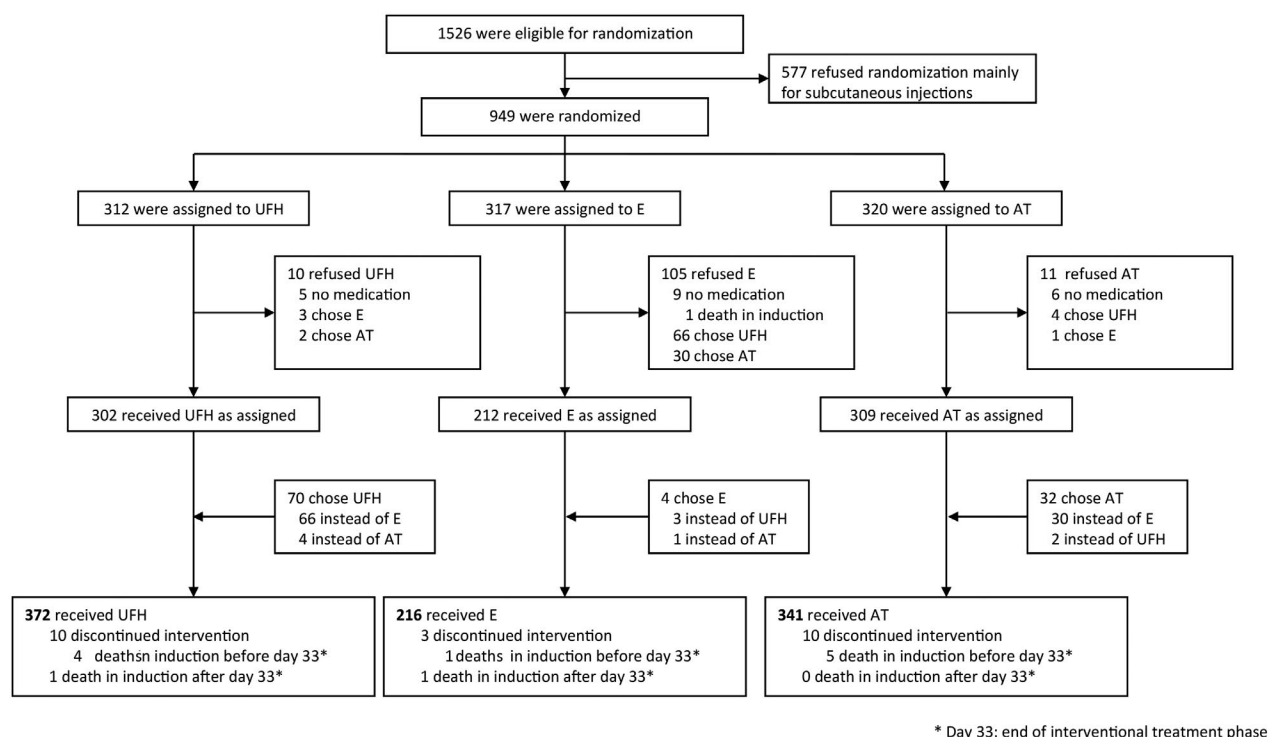 1526 were eligible for randomization
577 refused randomization mainly
for subcutaneous injections
949 were randomized
312 were assigned to UFH
317 were assigned to E
320 were assigned to AT
10 refused UFH
5 no medication
3 chose E
2 chose AT
105 refused E
9 no medication
1 death in induction
66 chose UFH
30 chose AT
11 refused AT
6 no medication
4 chose UFH
1 chose E
302 received UFH as assigned
212 received E as assigned
309 received AT as assigned
70 chose UFH
66 instead of E
4 instead of AT
4 chose E
3 instead of UFH
1 instead of AT
32 chose AT
30 instead of E
2 instead of UFH
372 received UFH
10 discontinued intervention
4 deathsn induction before day 33*
1 death in induction after day 33*
216 received E
3 discontinued intervention
1 deaths in induction before day 33*
1 death in induction after day 33*
341 received AT
10 discontinued intervention
5 death in induction before day 33*
0 death in induction after day 33*
* Day 33: end of interventional treatment phase